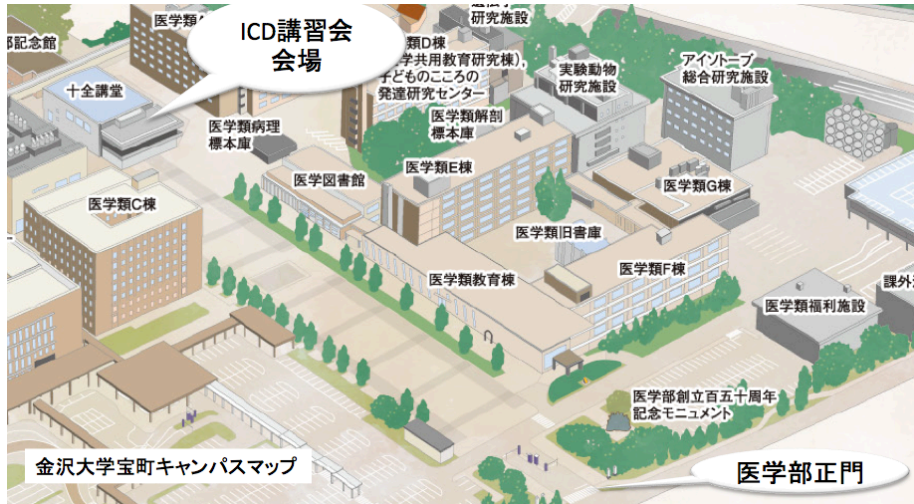 ICD講習会
会場
研究施設
記念館
医学類
類D棟
学共用教育研究棟),
子どものこころの
発達研究センター
実験動物
研究施設
アイソトープ
総合研究施設
十全講堂
医学類病理
標本庫
医学類解剖
標本庫
医学図書館
医学類E棟
医学類G棟
医学類C棟
医学類旧書庫
医学類教育棟
医学類F棟
医学類福利施設
課外
医学部創立百五十周年
記念モニュメント
金沢大学宝町キャンパスマップ
医学部正門